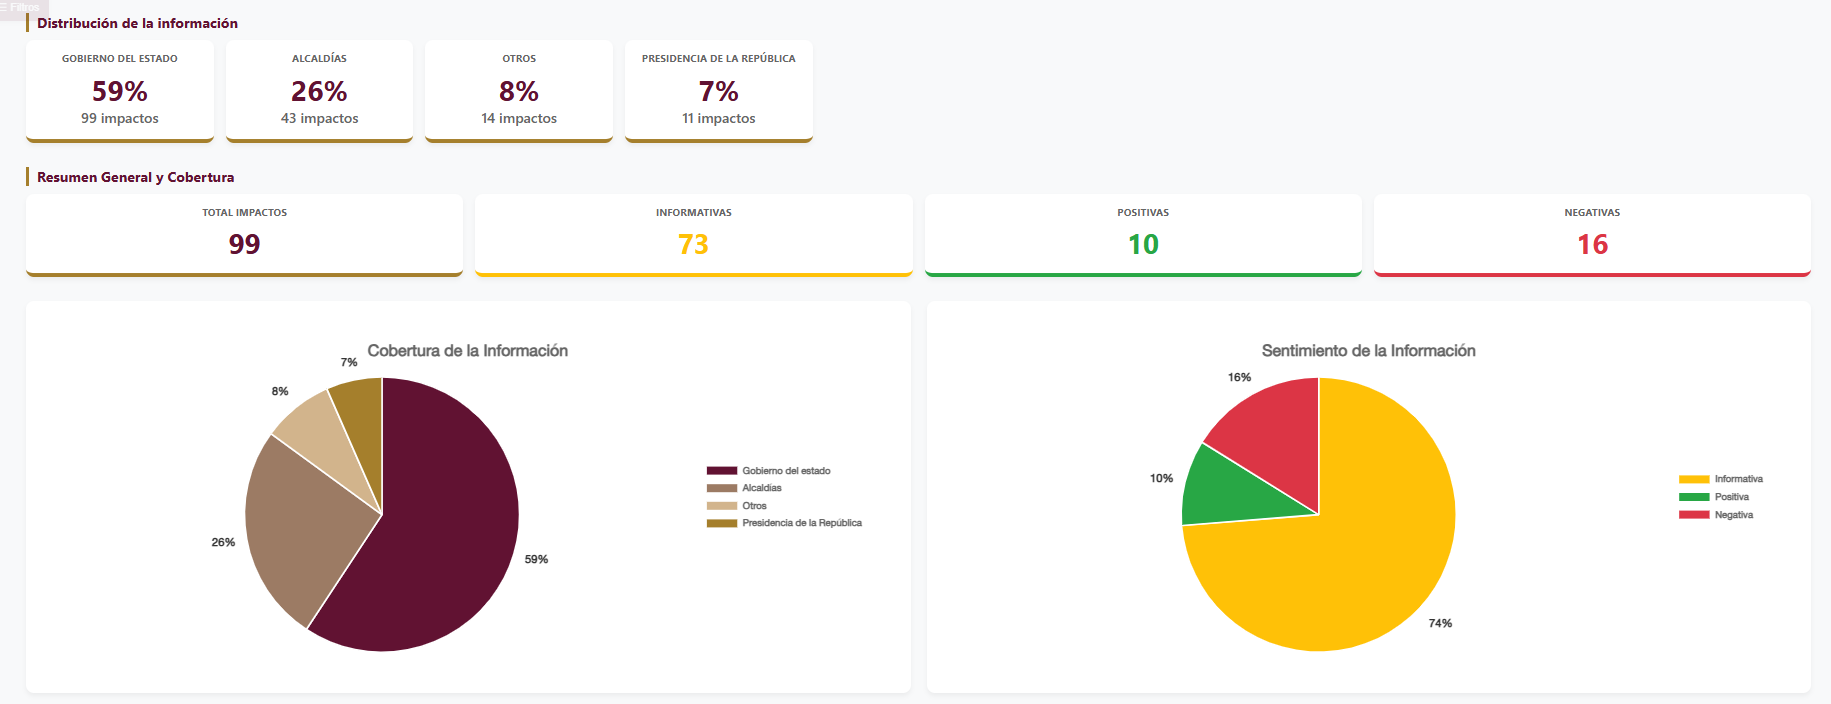 ☰ Filtros
Distribución de la información
GOBIERNO DEL ESTADO
59%
99 impactos
ALCALDÍAS
26%
43 impactos
OTROS
8%
14 impactos
PRESIDENCIA DE LA REPÚBLICA
7%
11 impactos
Resumen General y Cobertura
TOTAL IMPACTOS
99
INFORMATIVAS
73
POSITIVAS
10
NEGATIVAS
16
Cobertura de la Información
7%
8%
26%
59%
Gobierno del estado
Alcaldías
Otros
Presidencia de la República
Sentimiento de la Información
16%
10%
74%
Informativa
Positiva
Negativa